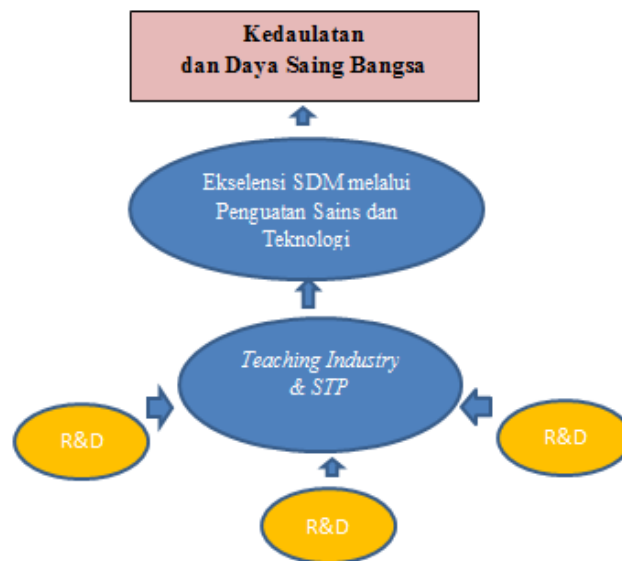 Kedaulatan
dan Daya Saing Bangsa
Ekselensi SDM melalui
Penguatan Sains dan
Teknologi
Teaching Industry
& STP
R&D
R&D
R&D